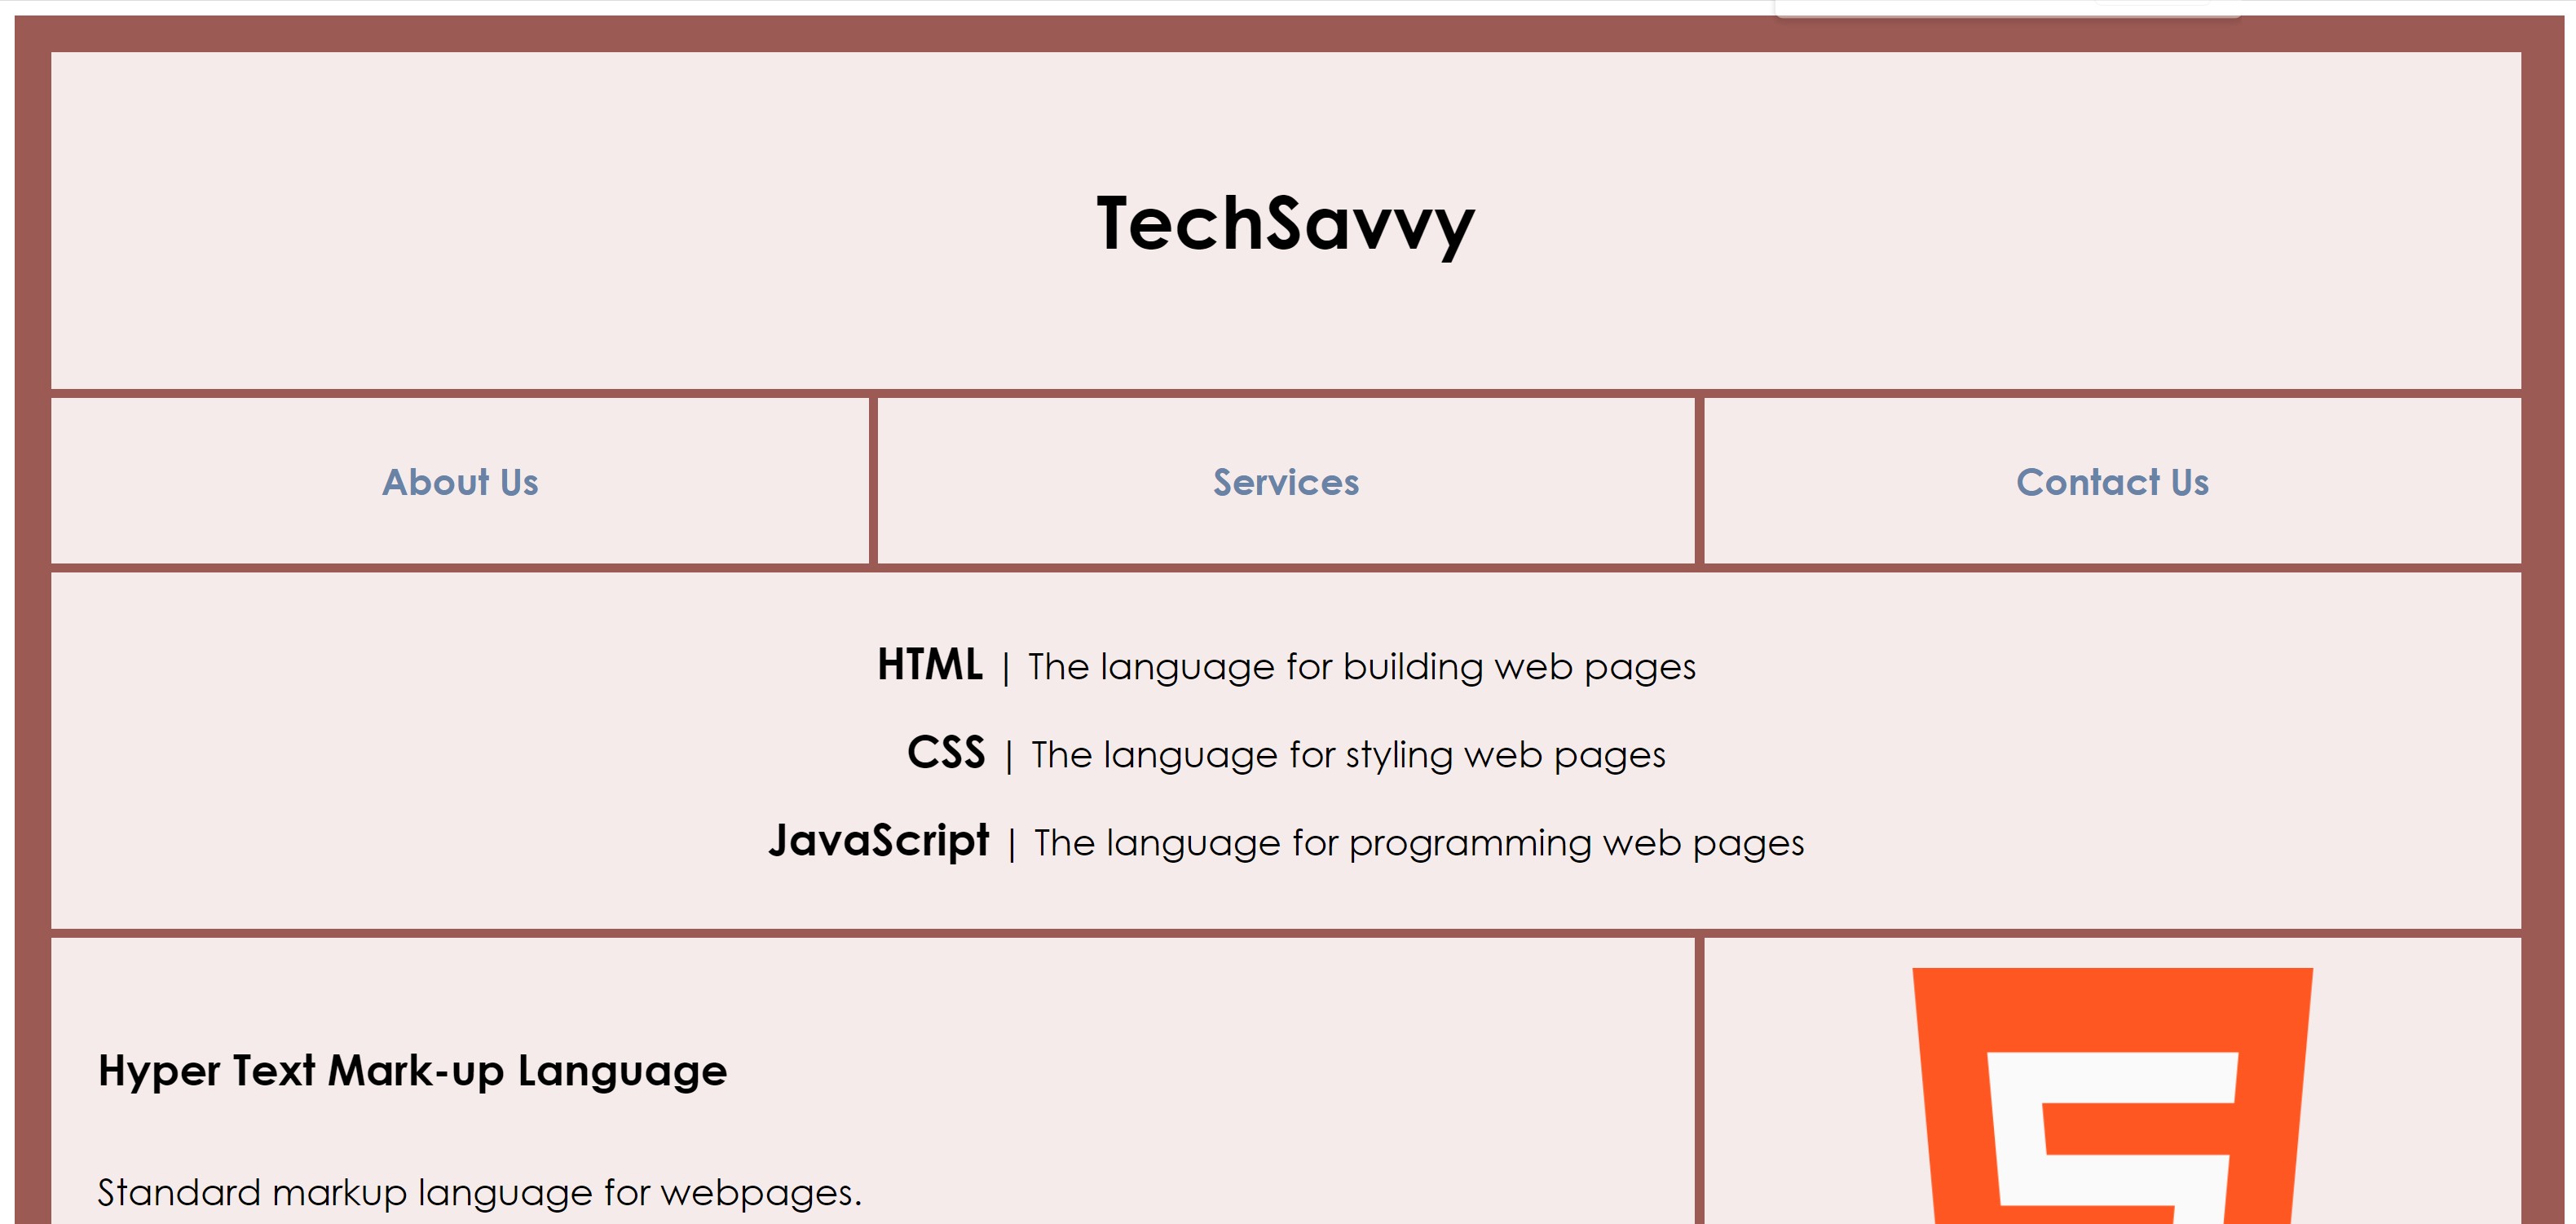 TechSavvy
About Us
Services
Contact Us
HTML | The language for building web pages
CSS | The language for styling web pages
JavaScript | The language for programming web pages
Hyper Text Mark-up Language
Standard markup language for webpages.